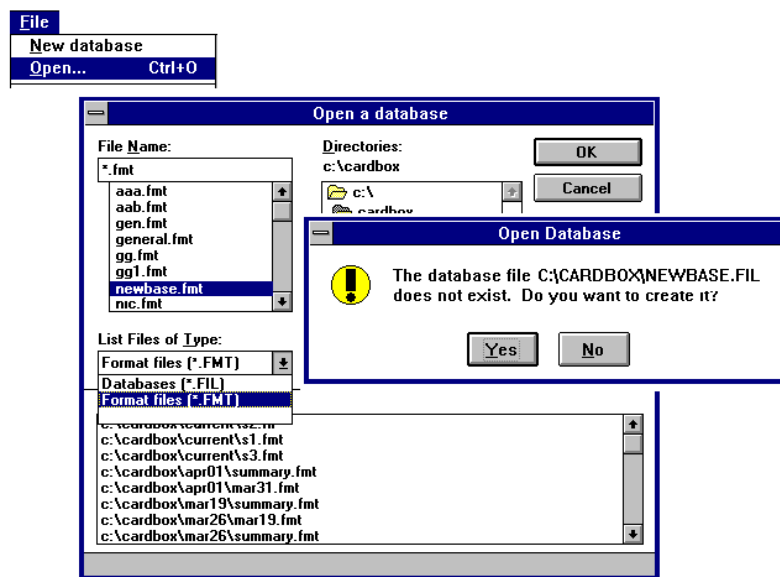 File
New database
Open... Ctrl+O
Open a database
File Name:
*.fmt
aaa.fmt
aab.fmt
gen.fmt
general.fmt
gg.fmt
gg1.fmt
newbase.fmt
nic.fmt
Directories:
c:\cardbox
c:\
cardbox
OK
Cancel
Open Database
The database file C:\CARDBOX\NEWBASE.FIL
does not exist. Do you want to create it?
Yes No
List Files of Type:
Format files (*.FMT)
Databases (*.FIL)
Format files (*.FMT)
c:\cardbox\current\s2.fil
c:\cardbox\current\s1.fmt
c:\cardbox\current\s3.fmt
c:\cardbox\apr01\summary.fmt
c:\cardbox\apr01\mar31.fmt
c:\cardbox\mar19\summary.fmt
c:\cardbox\mar26\mar19.fmt
c:\cardbox\mar26\summary.fmt